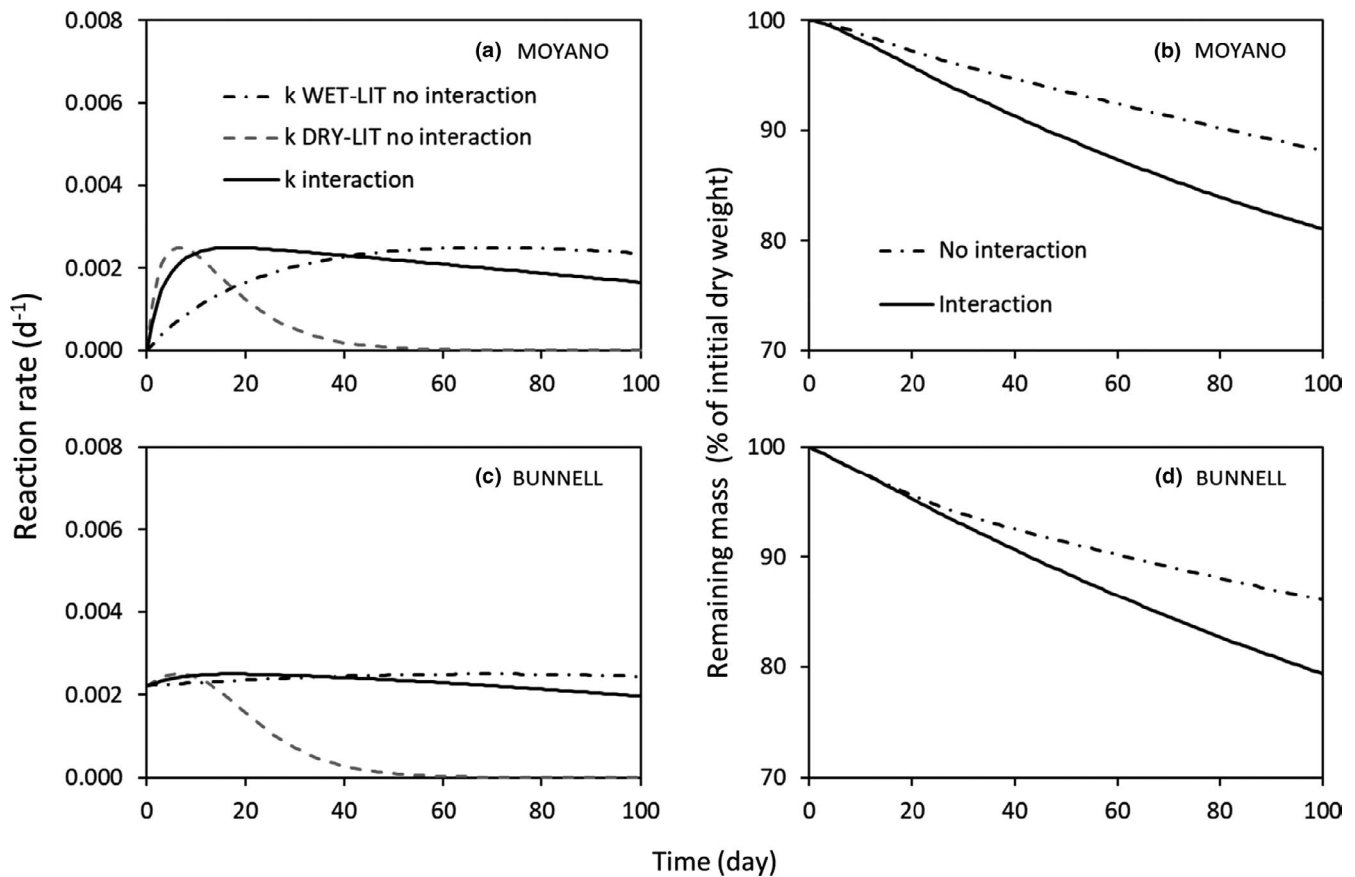 (a) MOYANO
k WET-LIT no interaction
k DRY-LIT no interaction
k interaction
0.008
0.006
0.004
0.002
0.000
0 20 40 60 80 100
(b) MOYANO
No interaction
Interaction
100
90
80
70
0 20 40 60 80 100
(c) BUNNELL
0.008
0.006
0.004
0.002
0.000
0 20 40 60 80 100
(d) BUNNELL
100
90
80
70
0 20 40 60 80 100
Reaction rate (d-1)
Remaining mass (% of intitial dry weight)
Time (day)